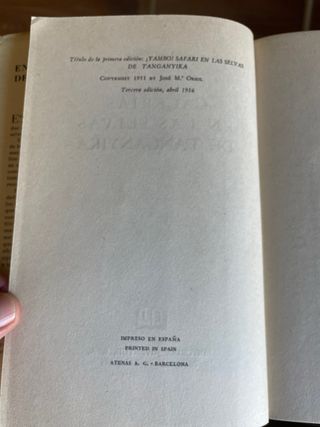 Título de la primera edición: ¡YAMBO! SAFARI EN LAS SELVAS
DE TANGANYIKA
COPYRIGHT 1951 BY JOSÉ M.ª ORIOL
Tercera edición, abril 1956
IMPRESO EN ESPAÑA
PRINTED IN SPAIN
ATENAS A. G. - BARCELONA